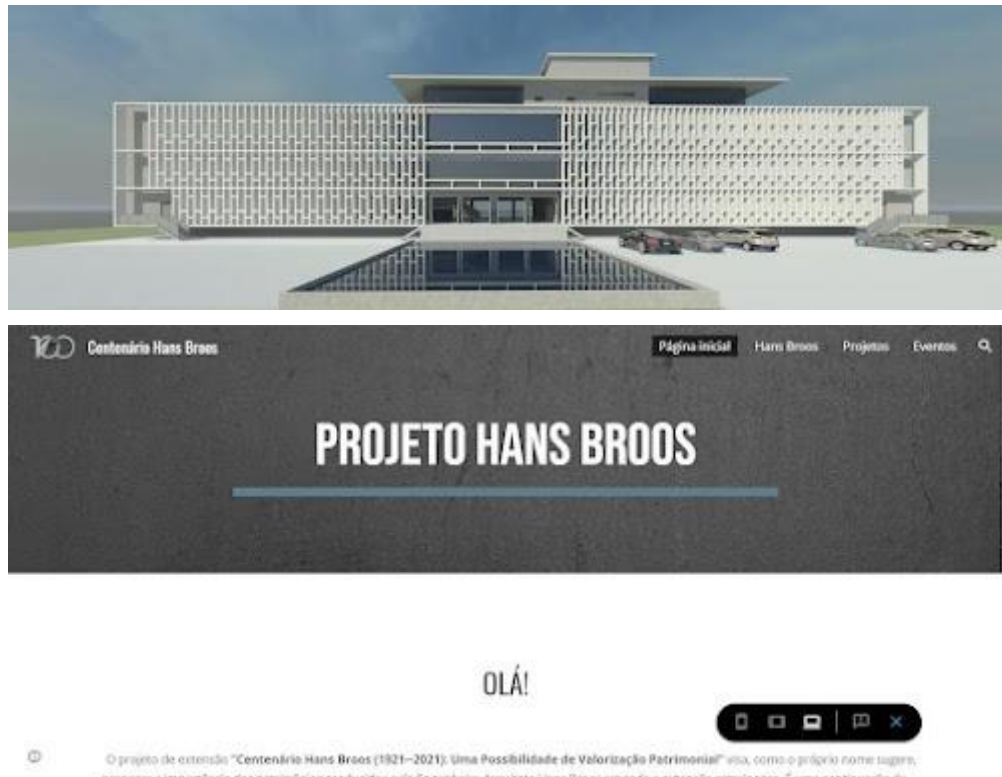 Centenário Hans Broos
Página inicial Hans Broos Projetos Eventos
PROJETO HANS BROOS
OLÁ!
O projeto de extensão "Centenário Hans Broos (1921–2021): Uma Possibilidade de Valorização Patrimonial" visa, como o próprio nome sugere,